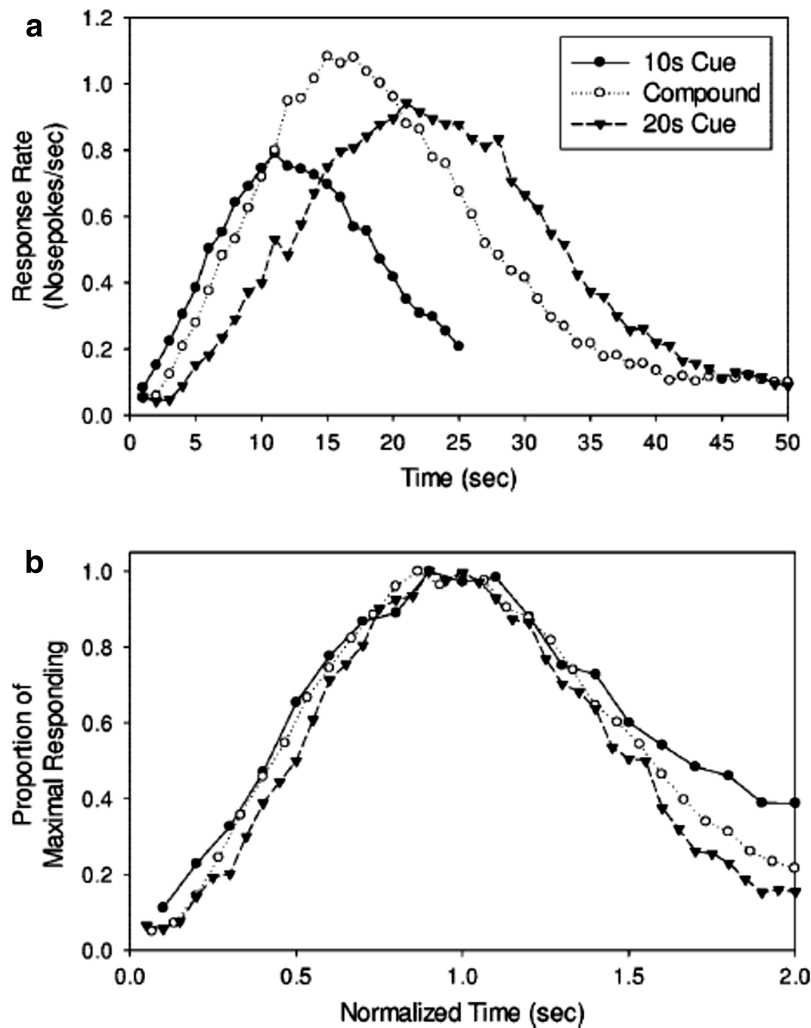 a
1.2
1.0
0.8
0.6
0.4
0.2
0.0
Response Rate
(Nosepokes/sec)
10s Cue
Compound
20s Cue
0 5 10 15 20 25 30 35 40 45 50
Time (sec)
b
1.0
0.8
0.6
0.4
0.2
0.0
Proportion of
Maximal Responding
0.0 0.5 1.0 1.5 2.0
Normalized Time (sec)